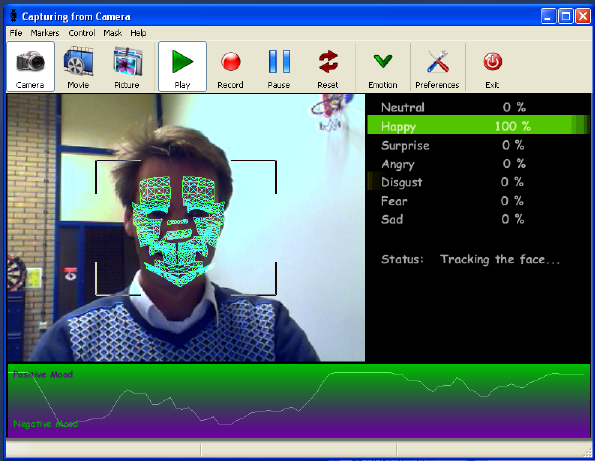 Capturing from Camera
File Markers Control Mask Help
Camera Movie Picture Play Record Pause Reset Emotion Preferences Exit
Neutral 0 %
Happy 100 %
Surprise 0 %
Angry 0 %
Disgust 0 %
Fear 0 %
Sad 0 %
Status: Tracking the face...
Positive Mood
Negative Mood